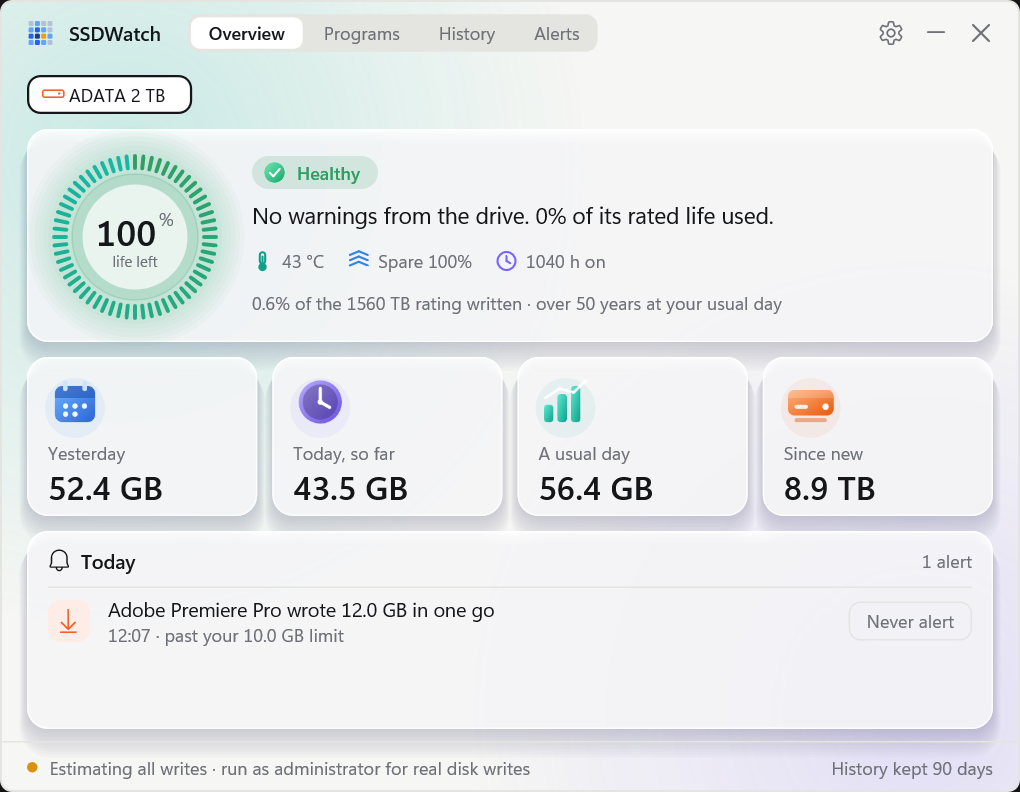 SSDWatch
Overview
Programs
History
Alerts
ADATA 2 TB
100 %
life left
Healthy
No warnings from the drive. 0% of its rated life used.
43 °C
Spare 100%
1040 h on
0.6% of the 1560 TB rating written · over 50 years at your usual day
Yesterday
52.4 GB
Today, so far
43.5 GB
A usual day
56.4 GB
Since new
8.9 TB
Today
1 alert
Adobe Premiere Pro wrote 12.0 GB in one go
12:07 · past your 10.0 GB limit
Never alert
Estimating all writes · run as administrator for real disk writes
History kept 90 days